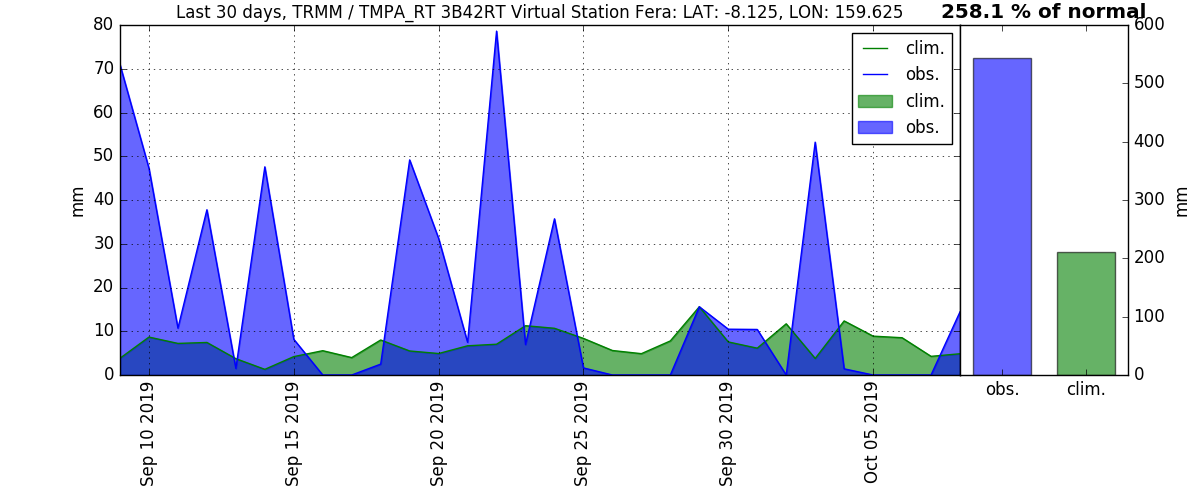 Last 30 days, TRMM / TMPA_RT 3B42RT Virtual Station Fera: LAT: -8.125, LON: 159.625
258.1 % of normal
80
70
60
50
40
30
20
10
0
mm
clim.
obs.
clim.
obs.
Sep 10 2019
Sep 15 2019
Sep 20 2019
Sep 25 2019
Sep 30 2019
Oct 05 2019
600
500
400
300
200
100
0
mm
obs.
clim.